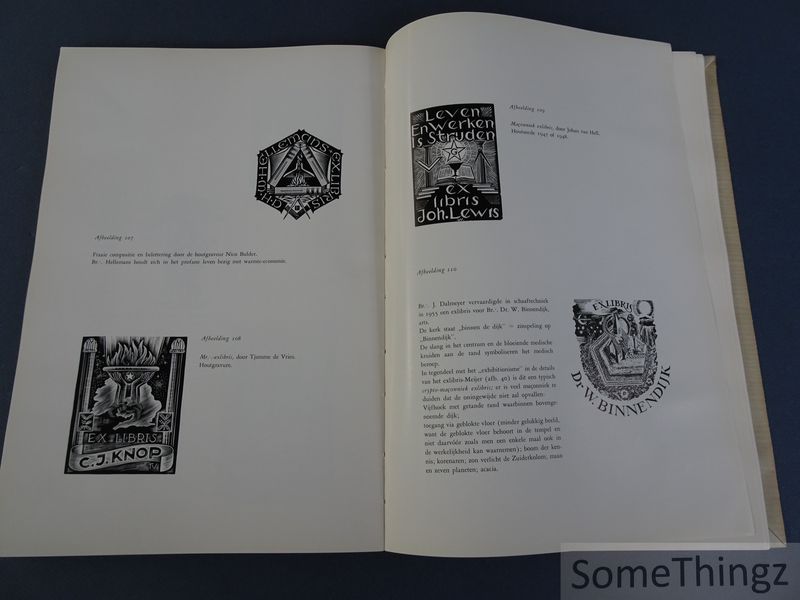 A.H.W. Hellemans · EX LIBRIS
Afbeelding 107
Fraaie compositie en belettering door de houtgraveur Nico Bulder.
Br∴ Hellemans houdt zich in het profane leven bezig met warmte-economie.
Afbeelding 108
Mr∴ exlibris, door Tjomme de Vries.
Houtgravure.
EX LIBRIS
C.J. KNOP
Leven
En Werken
is Strijden
G
ex
libris
Joh. Lewis
Afbeelding 109
Maçonniek exlibris, door Johan van Hell.
Houtsnede 1947 of 1948.
Afbeelding 110
Br∴ J. Dalmeyer vervaardigde in schaaftechniek
in 1955 een exlibris voor Br∴ Dr. W. Binnendijk,
arts.
De kerk staat „binnen de dijk" = zinspeling op
„Binnendijk".
De slang in het centrum en de bloeiende medische
kruiden aan de rand symboliseren het medisch
beroep.
In tegendeel met het „exhibitionisme" in de details
van het exlibris-Meijer (afb. 40) is dit een typisch
crypto-maçonniek exlibris; er is veel maçonniek te
duiden dat de oningewijde niet zal opvallen:
Vijfhoek met getande rand waarbinnen bovenge-
noemde dijk;
toegang via geblokte vloer (minder gelukkig beeld,
want de geblokte vloer behoort in de tempel en
niet daarvóór zoals men een enkele maal ook in
de werkelijkheid kan waarnemen); boom der ken-
nis; korenaren; zon verlicht de Zuiderkolom; maan
en zeven planeten; acacia.
EXLIBRIS
Dr W. BINNENDIJK
SomeThingz